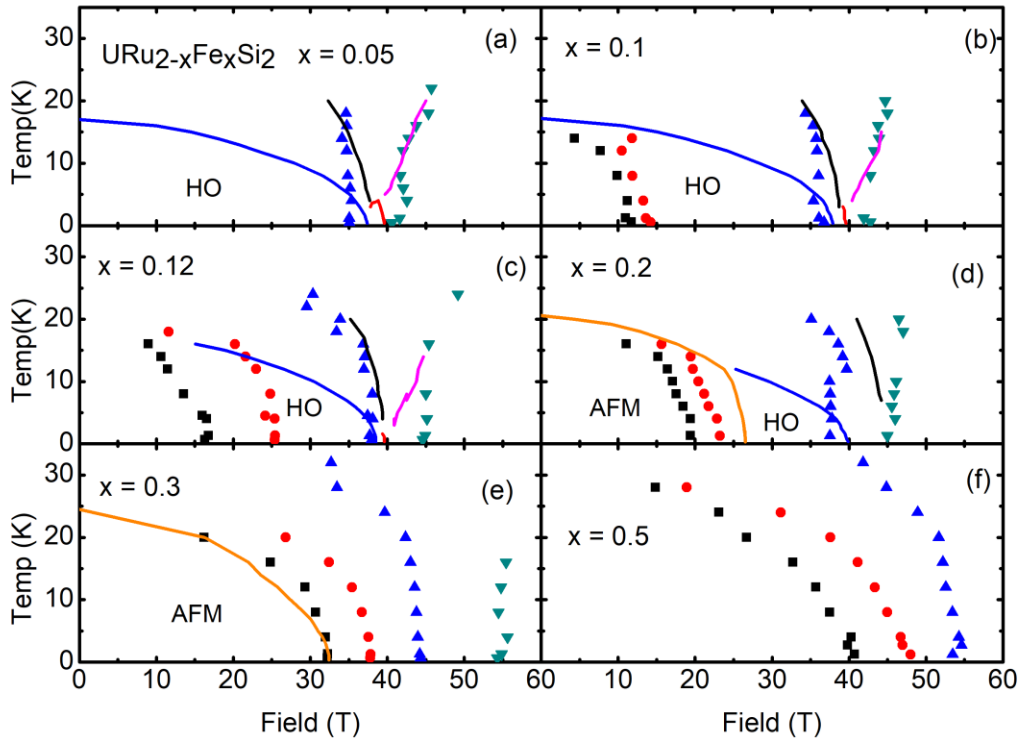 (a)
URu2-xFexSi2 x = 0.05
HO
Temp(K)
30
20
10
0
(b)
x = 0.1
HO
(c)
x = 0.12
HO
Temp(K)
30
20
10
0
(d)
x = 0.2
AFM
HO
(e)
x = 0.3
AFM
Temp (K)
30
20
10
0
0 10 20 30 40 50 60
Field (T)
(f)
x = 0.5
10 20 30 40 50 60
Field (T)